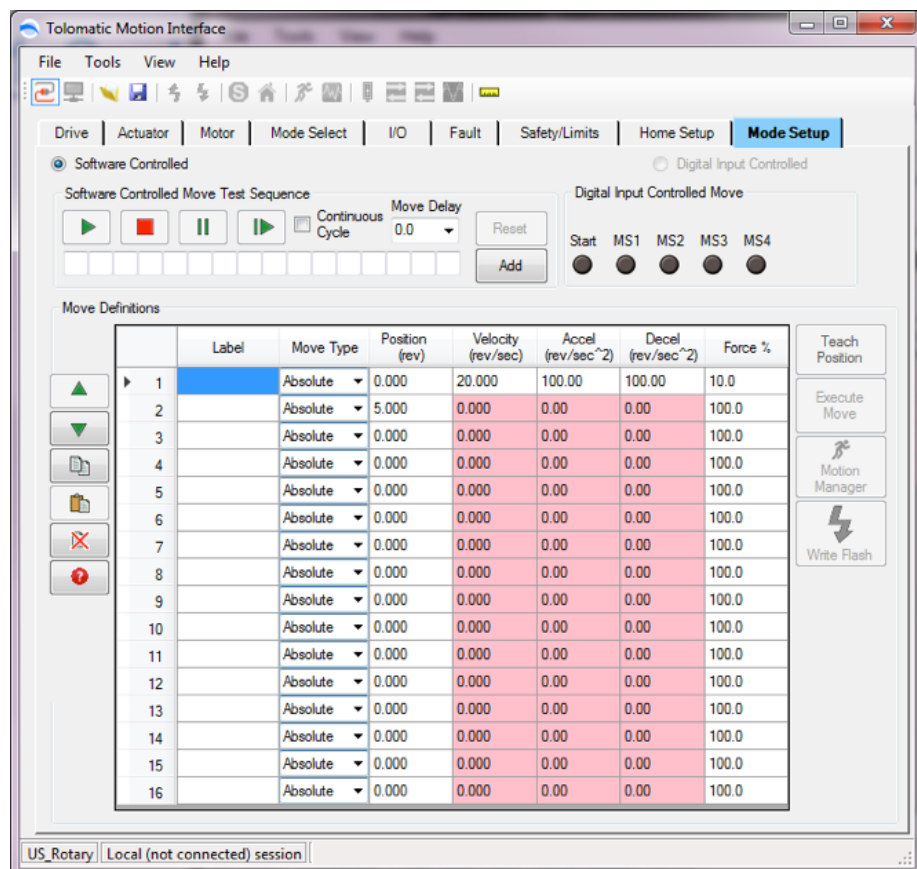 Tolomatic Motion Interface
File Tools View Help
Drive Actuator Motor Mode Select I/O Fault Safety/Limits Home Setup Mode Setup
Software Controlled Digital Input Controlled
Software Controlled Move Test Sequence Digital Input Controlled Move
Continuous Cycle Move Delay
0.0 Reset
Add
Start MS1 MS2 MS3 MS4
Move Definitions
Label Move Type Position (rev) Velocity (rev/sec) Accel (rev/sec^2) Decel (rev/sec^2) Force %
1 Absolute 0.000 20.000 100.00 100.00 10.0
2 Absolute 5.000 0.000 0.00 0.00 100.0
3 Absolute 0.000 0.000 0.00 0.00 100.0
4 Absolute 0.000 0.000 0.00 0.00 100.0
5 Absolute 0.000 0.000 0.00 0.00 100.0
6 Absolute 0.000 0.000 0.00 0.00 100.0
7 Absolute 0.000 0.000 0.00 0.00 100.0
8 Absolute 0.000 0.000 0.00 0.00 100.0
9 Absolute 0.000 0.000 0.00 0.00 100.0
10 Absolute 0.000 0.000 0.00 0.00 100.0
11 Absolute 0.000 0.000 0.00 0.00 100.0
12 Absolute 0.000 0.000 0.00 0.00 100.0
13 Absolute 0.000 0.000 0.00 0.00 100.0
14 Absolute 0.000 0.000 0.00 0.00 100.0
15 Absolute 0.000 0.000 0.00 0.00 100.0
16 Absolute 0.000 0.000 0.00 0.00 100.0
Teach Position
Execute Move
Motion Manager
Write Flash
US_Rotary Local (not connected) session